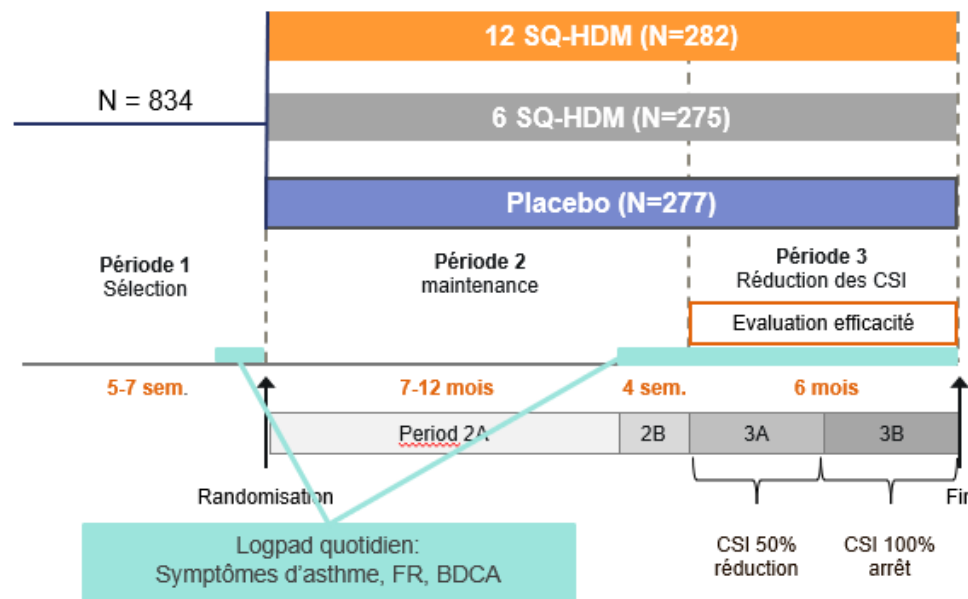 12 SQ-HDM (N=282)
N = 834
6 SQ-HDM (N=275)
Placebo (N=277)
Période 1
Sélection
Période 2
maintenance
Période 3
Réduction des CSI
Evaluation efficacité
5-7 sem.
7-12 mois
4 sem.
6 mois
Period 2A
2B
3A
3B
Randomisation
Fin
Logpad quotidien:
Symptômes d'asthme, FR, BDCA
CSI 50%
réduction
CSI 100%
arrêt